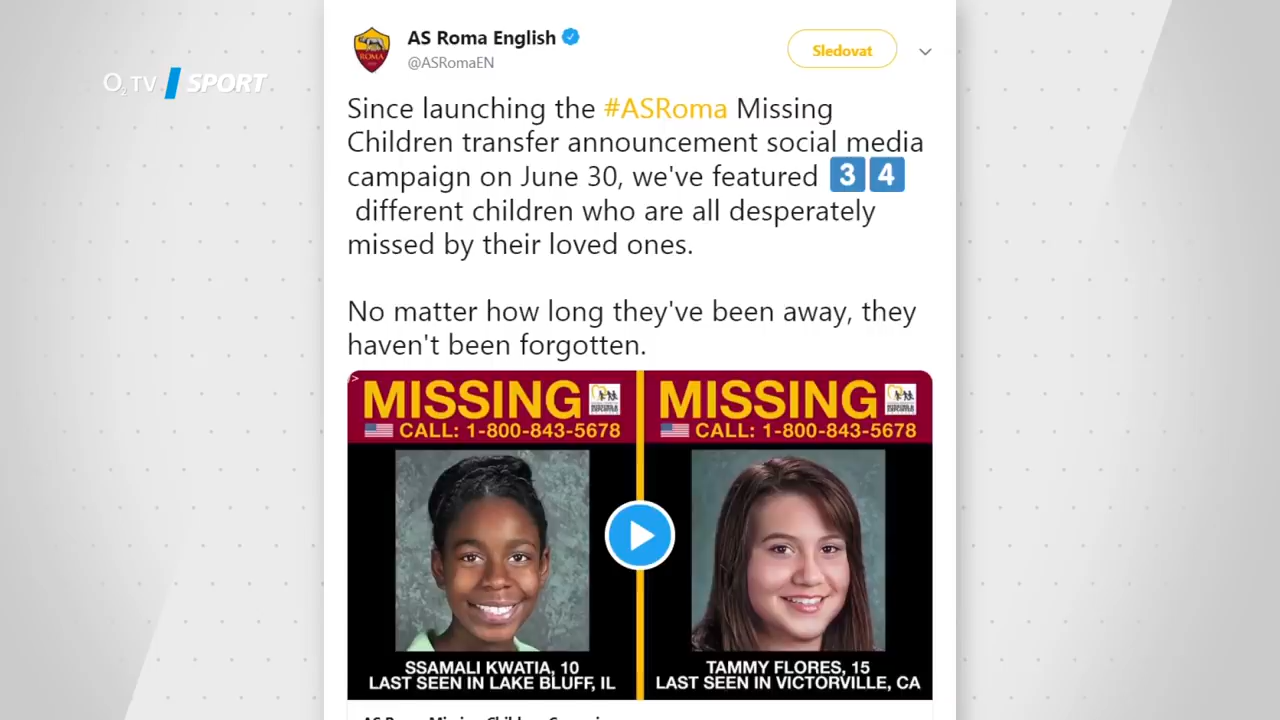 AS Roma English
@ASRomaEN
Sledovat
O2 TV SPORT
Since launching the #ASRoma Missing
Children transfer announcement social media
campaign on June 30, we've featured 3 4
different children who are all desperately
missed by their loved ones.
No matter how long they've been away, they
haven't been forgotten.
MISSING
CALL: 1-800-843-5678
SSAMALI KWATIA, 10
LAST SEEN IN LAKE BLUFF, IL
MISSING
CALL: 1-800-843-5678
TAMMY FLORES, 15
LAST SEEN IN VICTORVILLE, CA